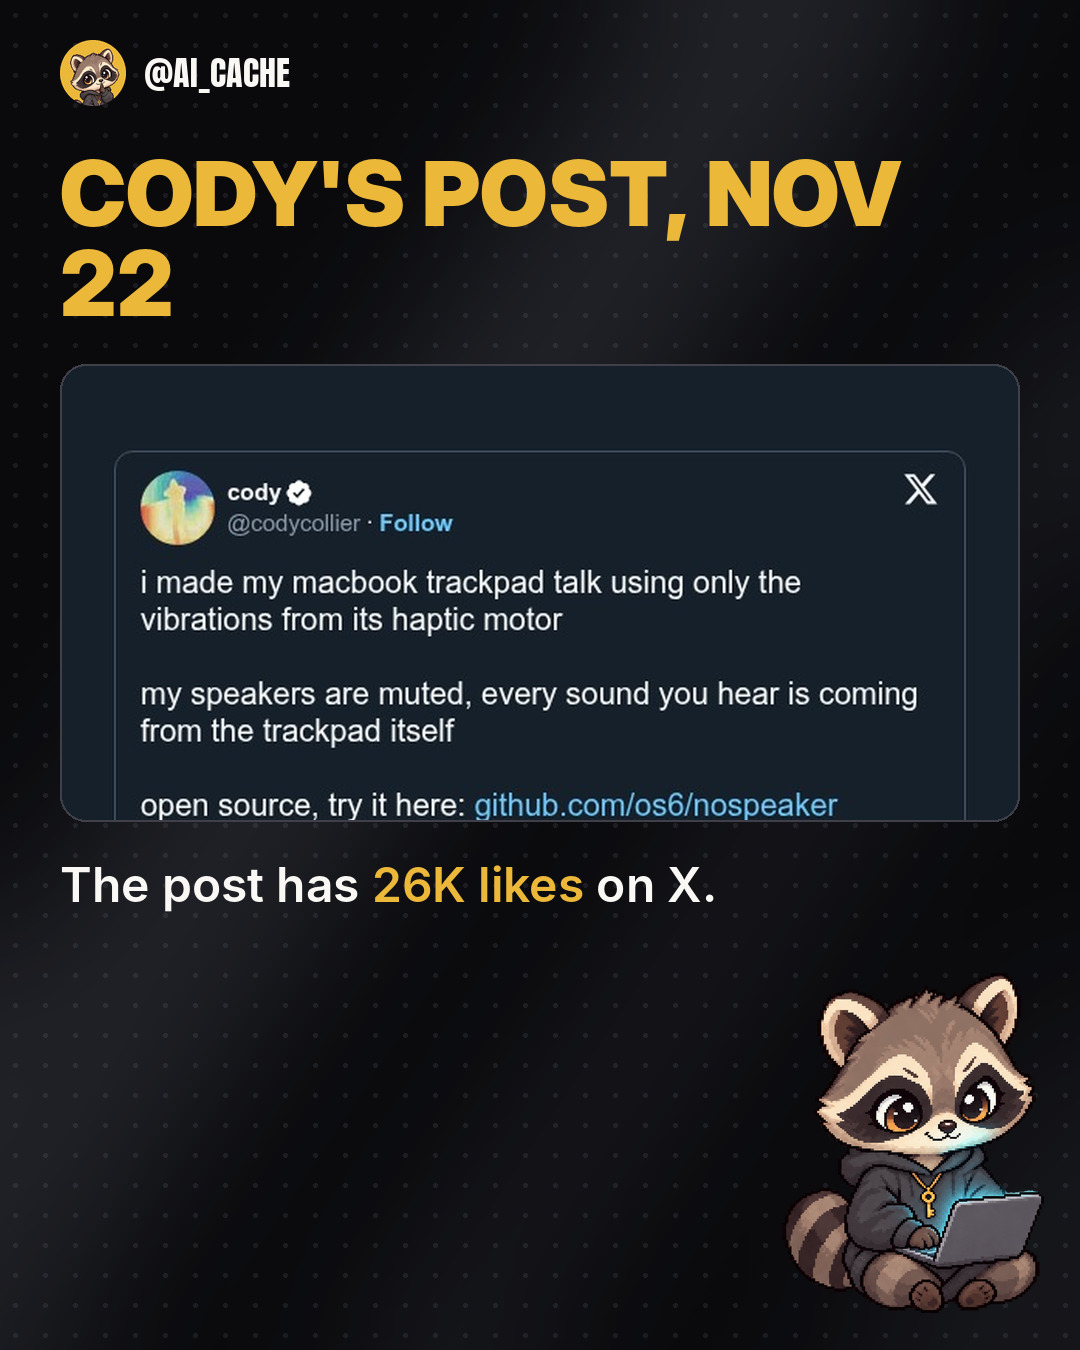 @AI_CACHE
CODY'S POST, NOV
22
cody
@codycollier · Follow
i made my macbook trackpad talk using only the
vibrations from its haptic motor
my speakers are muted, every sound you hear is coming
from the trackpad itself
open source, try it here: github.com/os6/nospeaker
The post has 26K likes on X.